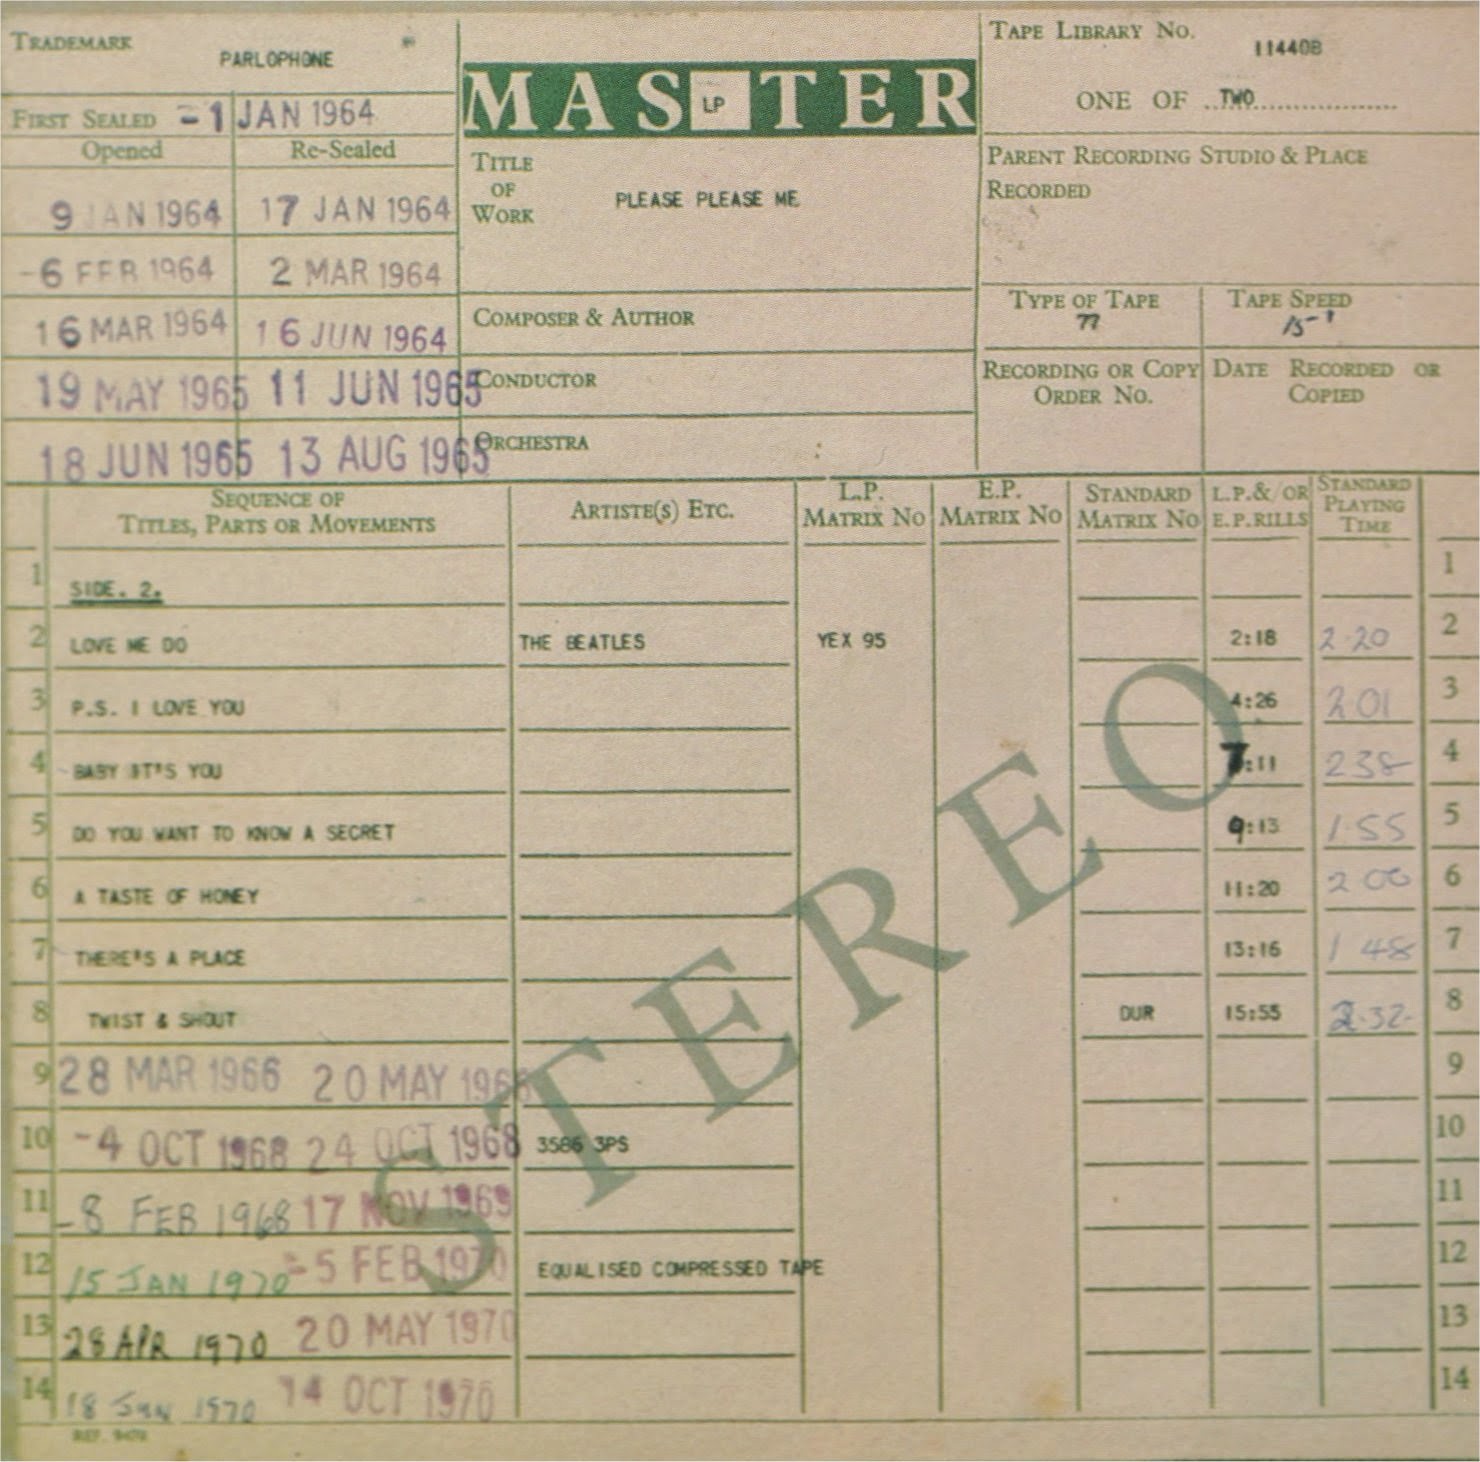 TRADEMARK
PARLOPHONE
FIRST SEALED -1 JAN 1964
Opened Re-Sealed
9 JAN 1964 17 JAN 1964
-6 FEB 1964 2 MAR 1964
16 MAR 1964 16 JUN 1964
19 MAY 1965 11 JUN 1965
18 JUN 1965 13 AUG 1965
MASTER
LP
TITLE
OF
WORK
PLEASE PLEASE ME
COMPOSER & AUTHOR
CONDUCTOR
ORCHESTRA
TAPE LIBRARY NO.
11440B
ONE OF ..TWO..................
PARENT RECORDING STUDIO & PLACE
RECORDED
TYPE OF TAPE
77
TAPE SPEED
15"
RECORDING OR COPY
ORDER NO.
DATE RECORDED OR
COPIED
SEQUENCE OF
TITLES, PARTS OR MOVEMENTS
ARTISTE(S) ETC.
L.P.
MATRIX NO
E.P.
MATRIX NO
STANDARD
MATRIX NO
L.P.&/OR
E.P.RILLS
STANDARD
PLAYING
TIME
1 SIDE. 2. 1
2 LOVE ME DO THE BEATLES YEX 95 2:18 2.20 2
3 P.S. I LOVE YOU 4:26 2.01 3
4 BABY IT'S YOU 7:11 238 4
5 DO YOU WANT TO KNOW A SECRET 9:13 1.55 5
6 A TASTE OF HONEY 11:20 2 00 6
7 THERE'S A PLACE 13:16 1 48 7
8 TWIST & SHOUT DUR 15:55 2.32 8
9 28 MAR 1966 20 MAY 1966 9
10 -4 OCT 1968 24 OCT 1968 3586 3PS 10
11 -8 FEB 1968 17 NOV 1969 11
12 15 JAN 1970 -5 FEB 1970 EQUALISED COMPRESSED TAPE 12
13 28 APR 1970 20 MAY 1970 13
14 18 JUN 1970 14 OCT 1970 14
STEREO